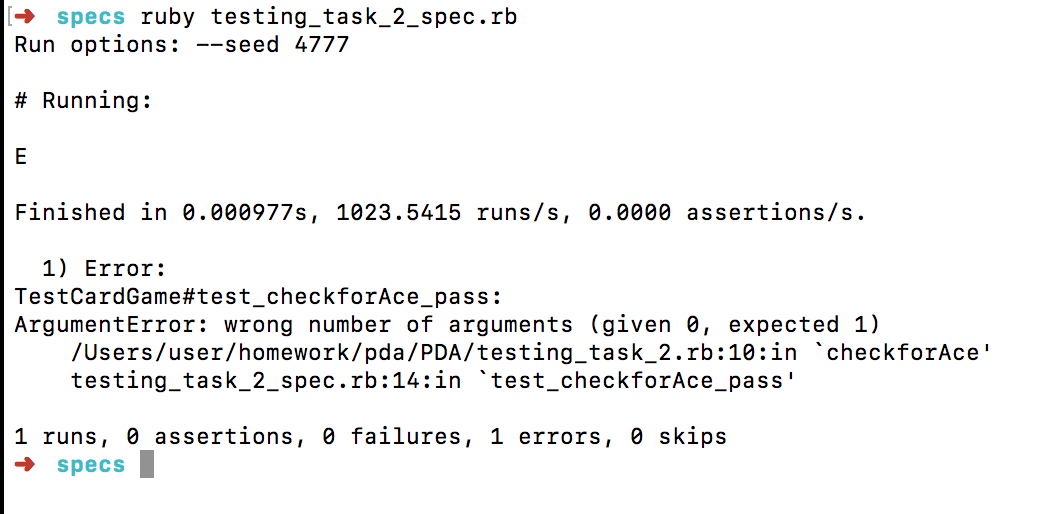 [➜ specs ruby testing_task_2_spec.rb
Run options: --seed 4777
# Running:
E
Finished in 0.000977s, 1023.5415 runs/s, 0.0000 assertions/s.
1) Error:
TestCardGame#test_checkforAce_pass:
ArgumentError: wrong number of arguments (given 0, expected 1)
/Users/user/homework/pda/PDA/testing_task_2.rb:10:in `checkforAce'
testing_task_2_spec.rb:14:in `test_checkforAce_pass'
1 runs, 0 assertions, 0 failures, 1 errors, 0 skips
➜ specs